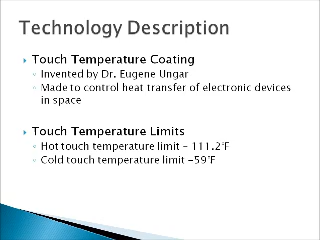 Technology Description
Touch Temperature Coating
Invented by Dr. Eugene Ungar
Made to control heat transfer of electronic devices
in space
Touch Temperature Limits
Hot touch temperature limit – 111.2°F
Cold touch temperature limit -59°F